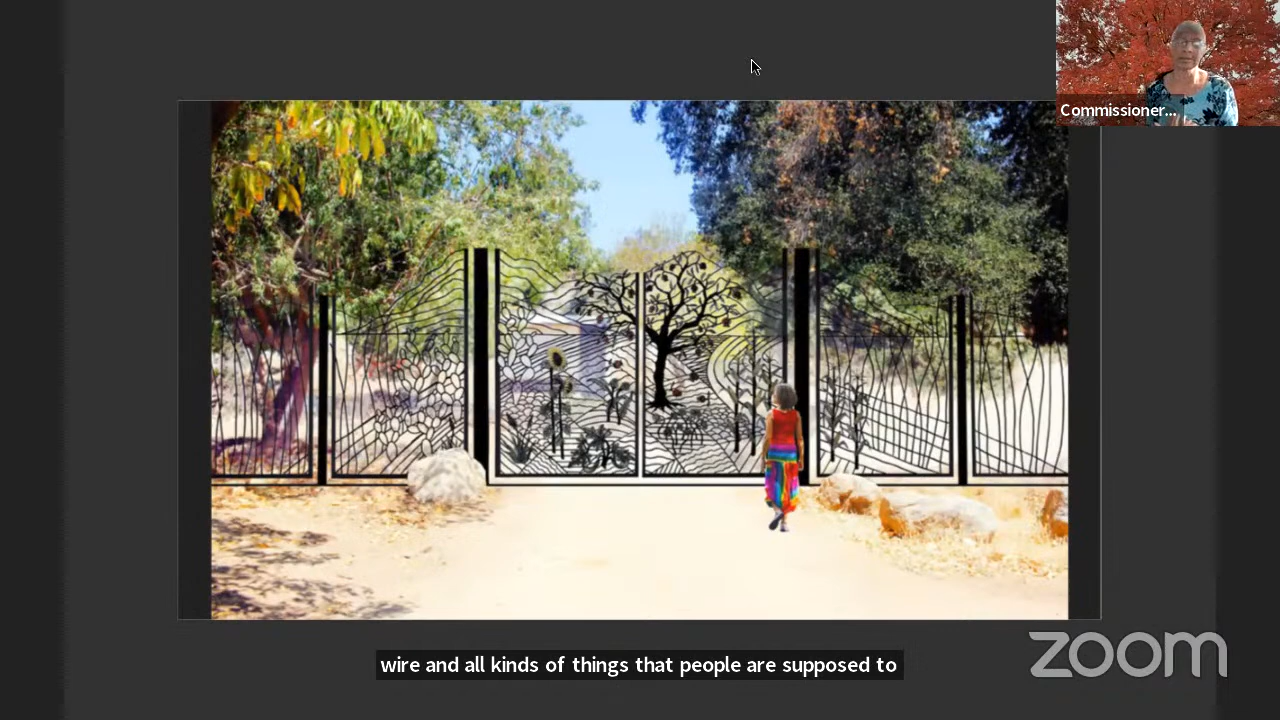 Commissioner...
wire and all kinds of things that people are supposed to
zoom